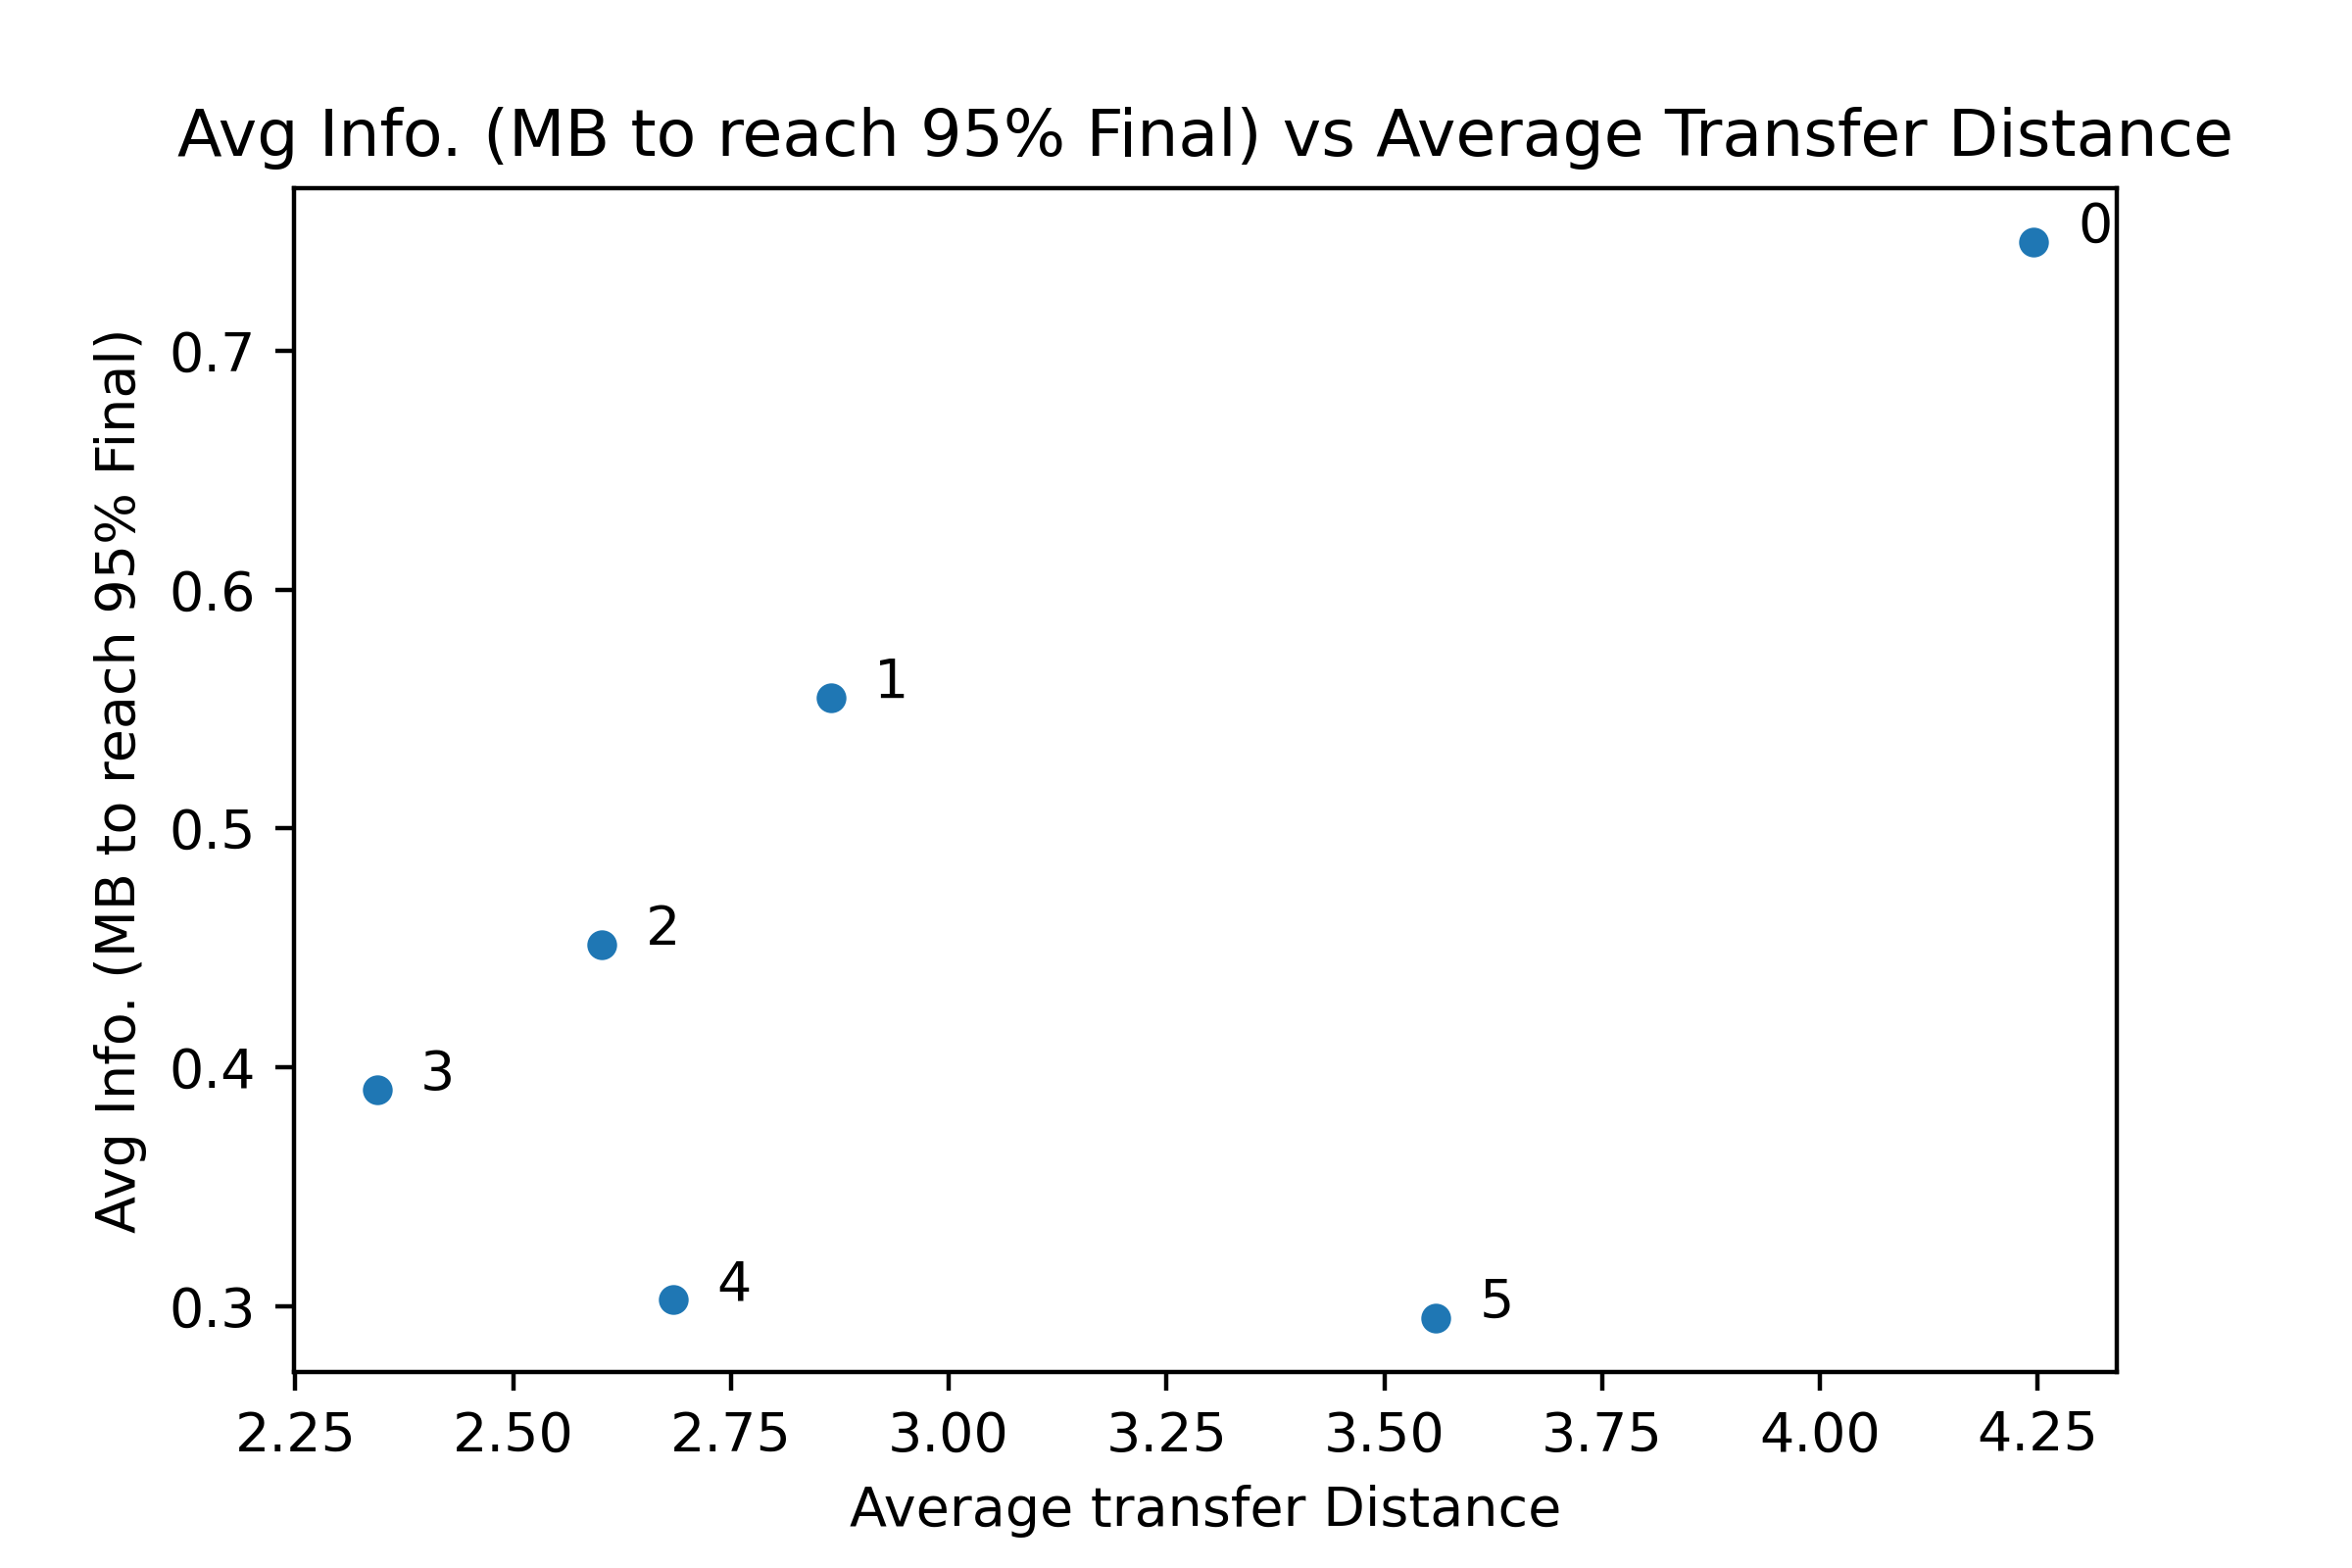 Avg Info. (MB to reach 95% Final) vs Average Transfer Distance
Avg Info. (MB to reach 95% Final)
0.7
0.6
0.5
0.4
0.3
0
1
2
3
4
5
2.25 2.50 2.75 3.00 3.25 3.50 3.75 4.00 4.25
Average transfer Distance